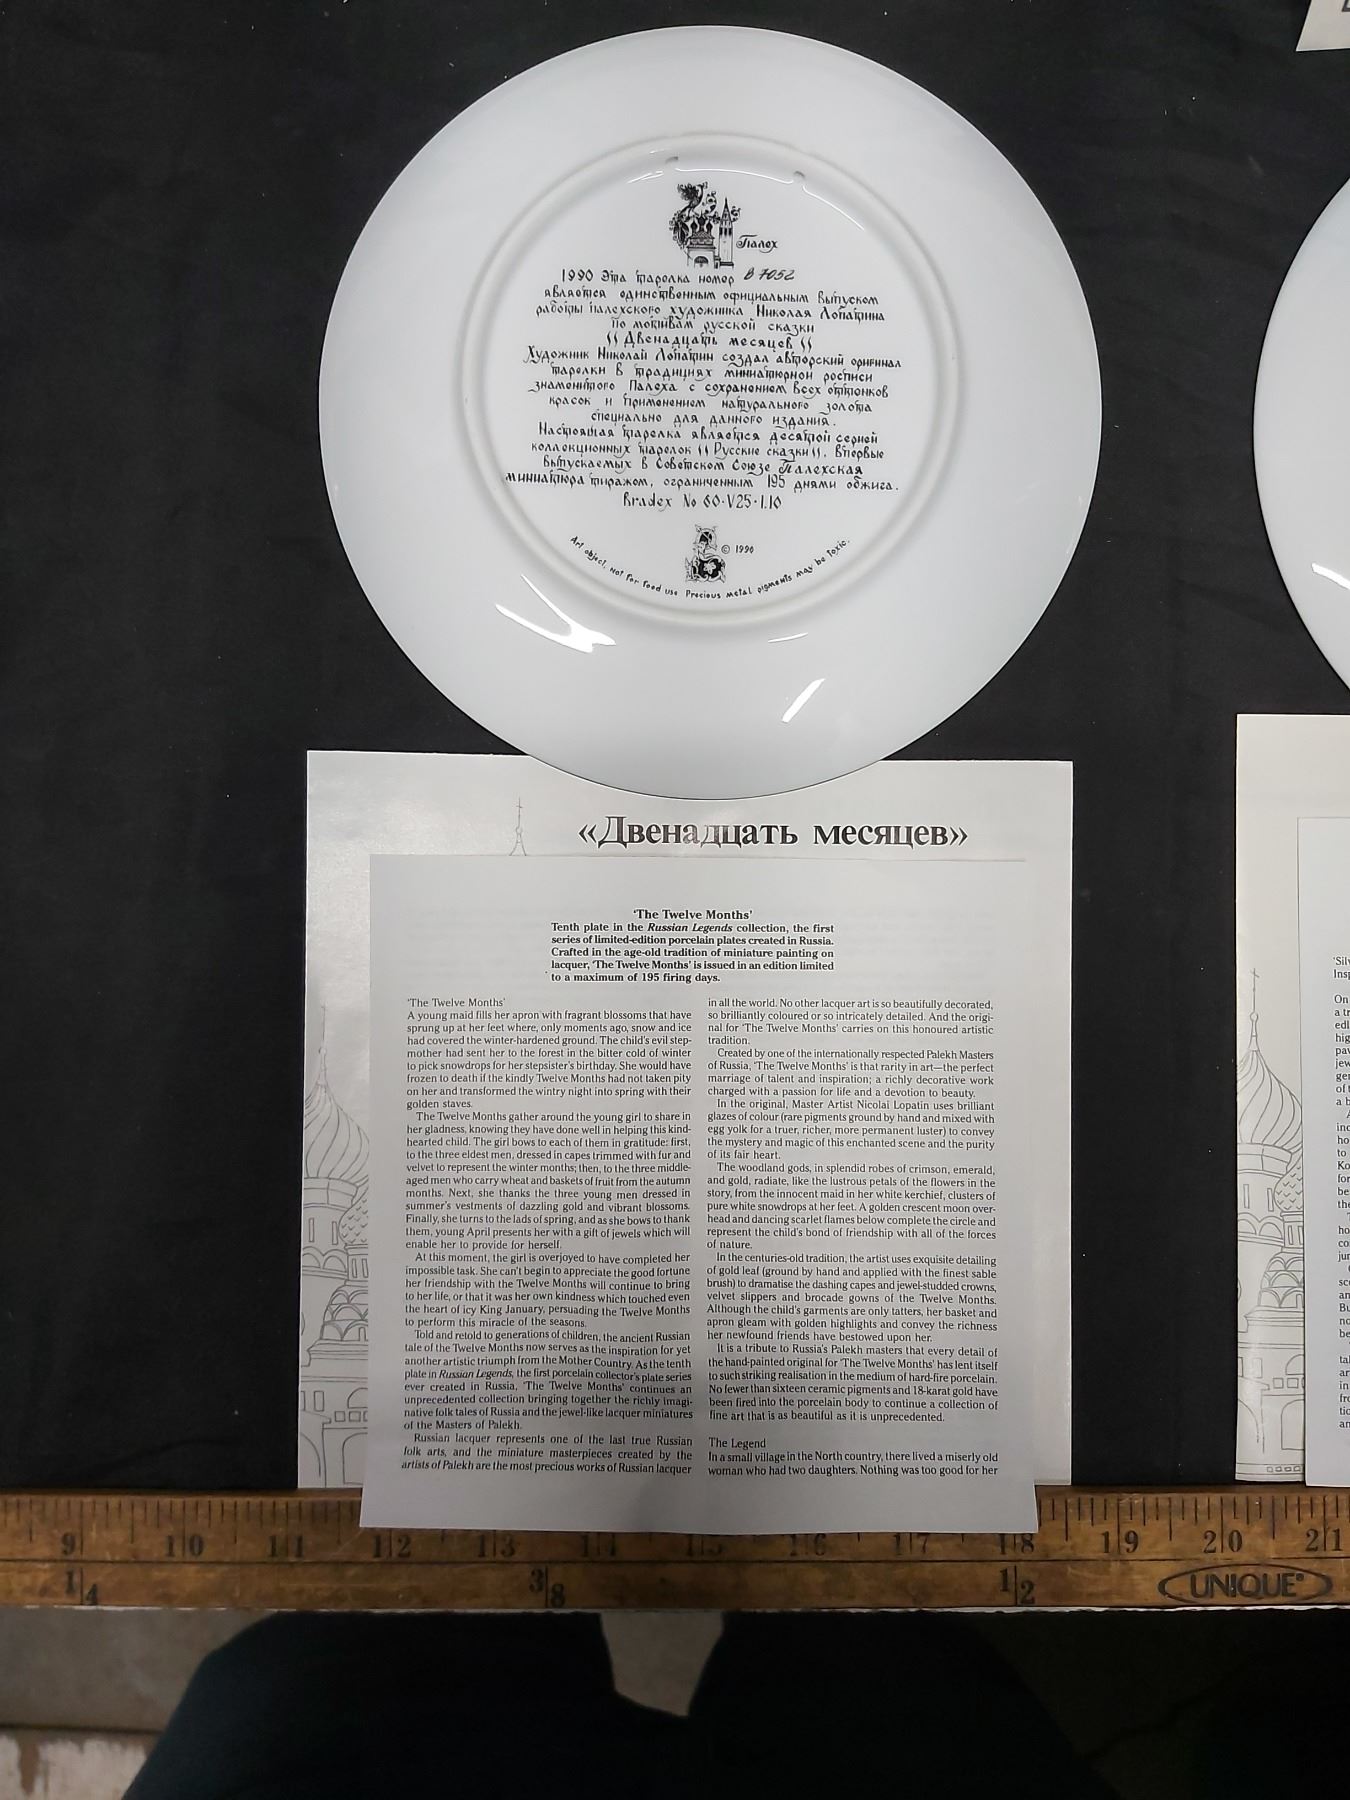 Палех
1990 Эта тарелка номер B 7052
является единственным официальным выпуском
работы палехского художника Николая Лопатина
по мотивам русской сказки
"Двенадцать месяцев"
Художник Николай Лопатин создал авторский оригинал
тарелки в традициях миниатюрной росписи
знаменитого Палеха с сохранением всех оттенков
красок и применением натурального золота
специально для данного издания.
Настоящая тарелка является десятой серией
коллекционных тарелок "Русские сказки". Впервые
выпускаемых в Советском Союзе Палехская
миниатюра тиражом, ограниченным 195 днями обжига.
Bradex No 60·V25·1.10
© 1990
Art object. Not for food use Precious metal pigments may be toxic.
«Двенадцать месяцев»
'The Twelve Months'
Tenth plate in the Russian Legends collection, the first
series of limited-edition porcelain plates created in Russia.
Crafted in the age-old tradition of miniature painting on
lacquer, 'The Twelve Months' is issued in an edition limited
to a maximum of 195 firing days.
'The Twelve Months'
A young maid fills her apron with fragrant blossoms that have
sprung up at her feet where, only moments ago, snow and ice
had covered the winter-hardened ground. The child's evil step-
mother had sent her to the forest in the bitter cold of winter
to pick snowdrops for her stepsister's birthday. She would have
frozen to death if the kindly Twelve Months had not taken pity
on her and transformed the wintry night into spring with their
golden staves.
The Twelve Months gather around the young girl to share in
her gladness, knowing they have done well in helping this kind-
hearted child. The girl bows to each of them in gratitude: first,
to the three eldest men, dressed in capes trimmed with fur and
velvet to represent the winter months; then, to the three middle-
aged men who carry wheat and baskets of fruit from the autumn
months. Next, she thanks the three young men dressed in
summer's vestments of dazzling gold and vibrant blossoms.
Finally, she turns to the lads of spring, and as she bows to thank
them, young April presents her with a gift of jewels which will
enable her to provide for herself.
At this moment, the girl is overjoyed to have completed her
impossible task. She can't begin to appreciate the good fortune
her friendship with the Twelve Months will continue to bring
to her life, or that it was her own kindness which touched even
the heart of icy King January, persuading the Twelve Months
to perform this miracle of the seasons.
Told and retold to generations of children, the ancient Russian
tale of the Twelve Months now serves as the inspiration for yet
another artistic triumph from the Mother Country. As the tenth
plate in Russian Legends, the first porcelain collector's plate series
ever created in Russia, 'The Twelve Months' continues an
unprecedented collection bringing together the richly imagi-
native folk tales of Russia and the jewel-like lacquer miniatures
of the Masters of Palekh.
Russian lacquer represents one of the last true Russian
folk arts, and the miniature masterpieces created by the
artists of Palekh are the most precious works of Russian lacquer
in all the world. No other lacquer art is so beautifully decorated,
so brilliantly coloured or so intricately detailed. And the origi-
nal for 'The Twelve Months' carries on this honoured artistic
tradition.
Created by one of the internationally respected Palekh Masters
of Russia, 'The Twelve Months' is that rarity in art—the perfect
marriage of talent and inspiration; a richly decorative work
charged with a passion for life and a devotion to beauty.
In the original, Master Artist Nicolai Lopatin uses brilliant
glazes of colour (rare pigments ground by hand and mixed with
egg yolk for a truer, richer, more permanent luster) to convey
the mystery and magic of this enchanted scene and the purity
of its fair heart.
The woodland gods, in splendid robes of crimson, emerald,
and gold, radiate, like the lustrous petals of the flowers in the
story, from the innocent maid in her white kerchief, clusters of
pure white snowdrops at her feet. A golden crescent moon over-
head and dancing scarlet flames below complete the circle and
represent the child's bond of friendship with all of the forces
of nature.
In the centuries-old tradition, the artist uses exquisite detailing
of gold leaf (ground by hand and applied with the finest sable
brush) to dramatise the dashing capes and jewel-studded crowns,
velvet slippers and brocade gowns of the Twelve Months.
Although the child's garments are only tatters, her basket and
apron gleam with golden highlights and convey the richness
her newfound friends have bestowed upon her.
It is a tribute to Russia's Palekh masters that every detail of
the hand-painted original for 'The Twelve Months' has lent itself
to such striking realisation in the medium of hard-fire porcelain.
No fewer than sixteen ceramic pigments and 18-karat gold have
been fired into the porcelain body to continue a collection of
fine art that is as beautiful as it is unprecedented.
The Legend
In a small village in the North country, there lived a miserly old
woman who had two daughters. Nothing was too good for her
9 10 11 12 13 14 15 16 17 18 19 20 21
1/4 3/8 1/2
UNIQUE